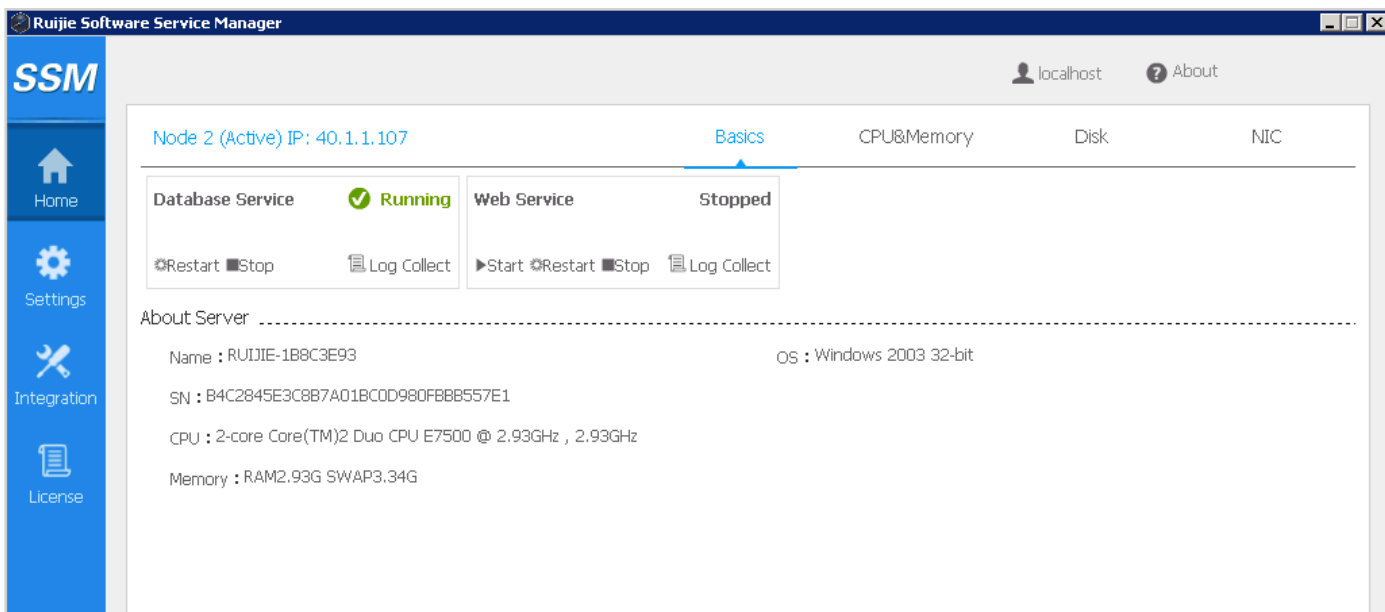 Ruijie Software Service Manager
SSM
localhost
About
Node 2 (Active) IP: 40.1.1.107
Basics
CPU&Memory
Disk
NIC
Home
Database Service
Running
Web Service
Stopped
Restart Stop
Log Collect
Start Restart Stop
Log Collect
Settings
About Server
Name : RUIJIE-1B8C3E93
OS : Windows 2003 32-bit
SN : B4C2845E3C8B7A01BC0D980FBBB557E1
Integration
CPU : 2-core Core(TM)2 Duo CPU E7500 @ 2.93GHz , 2.93GHz
Memory : RAM2.93G SWAP3.34G
License